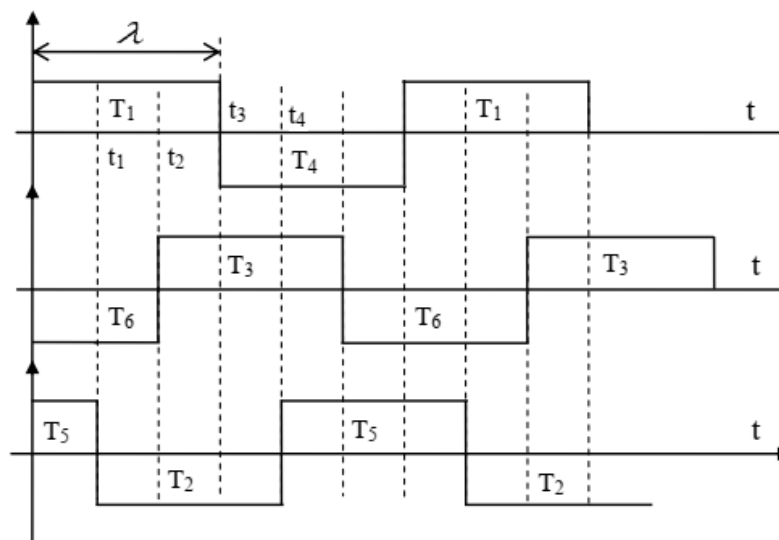 λ
T₁ t₃ t₄ T₁ t
t₁ t₂ T₄
T₃ T₃ t
T₆ T₆
T₅ T₅ t
T₂ T₂